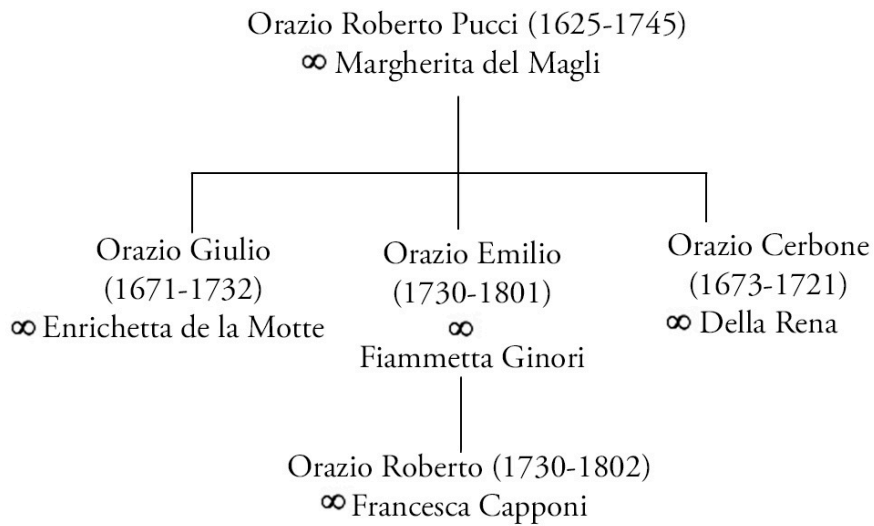 Orazio Roberto Pucci (1625-1745)
∞ Margherita del Magli
Orazio Giulio
(1671-1732)
∞ Enrichetta de la Motte
Orazio Emilio
(1730-1801)
∞
Fiammetta Ginori
Orazio Cerbone
(1673-1721)
∞ Della Rena
Orazio Roberto (1730-1802)
∞ Francesca Capponi